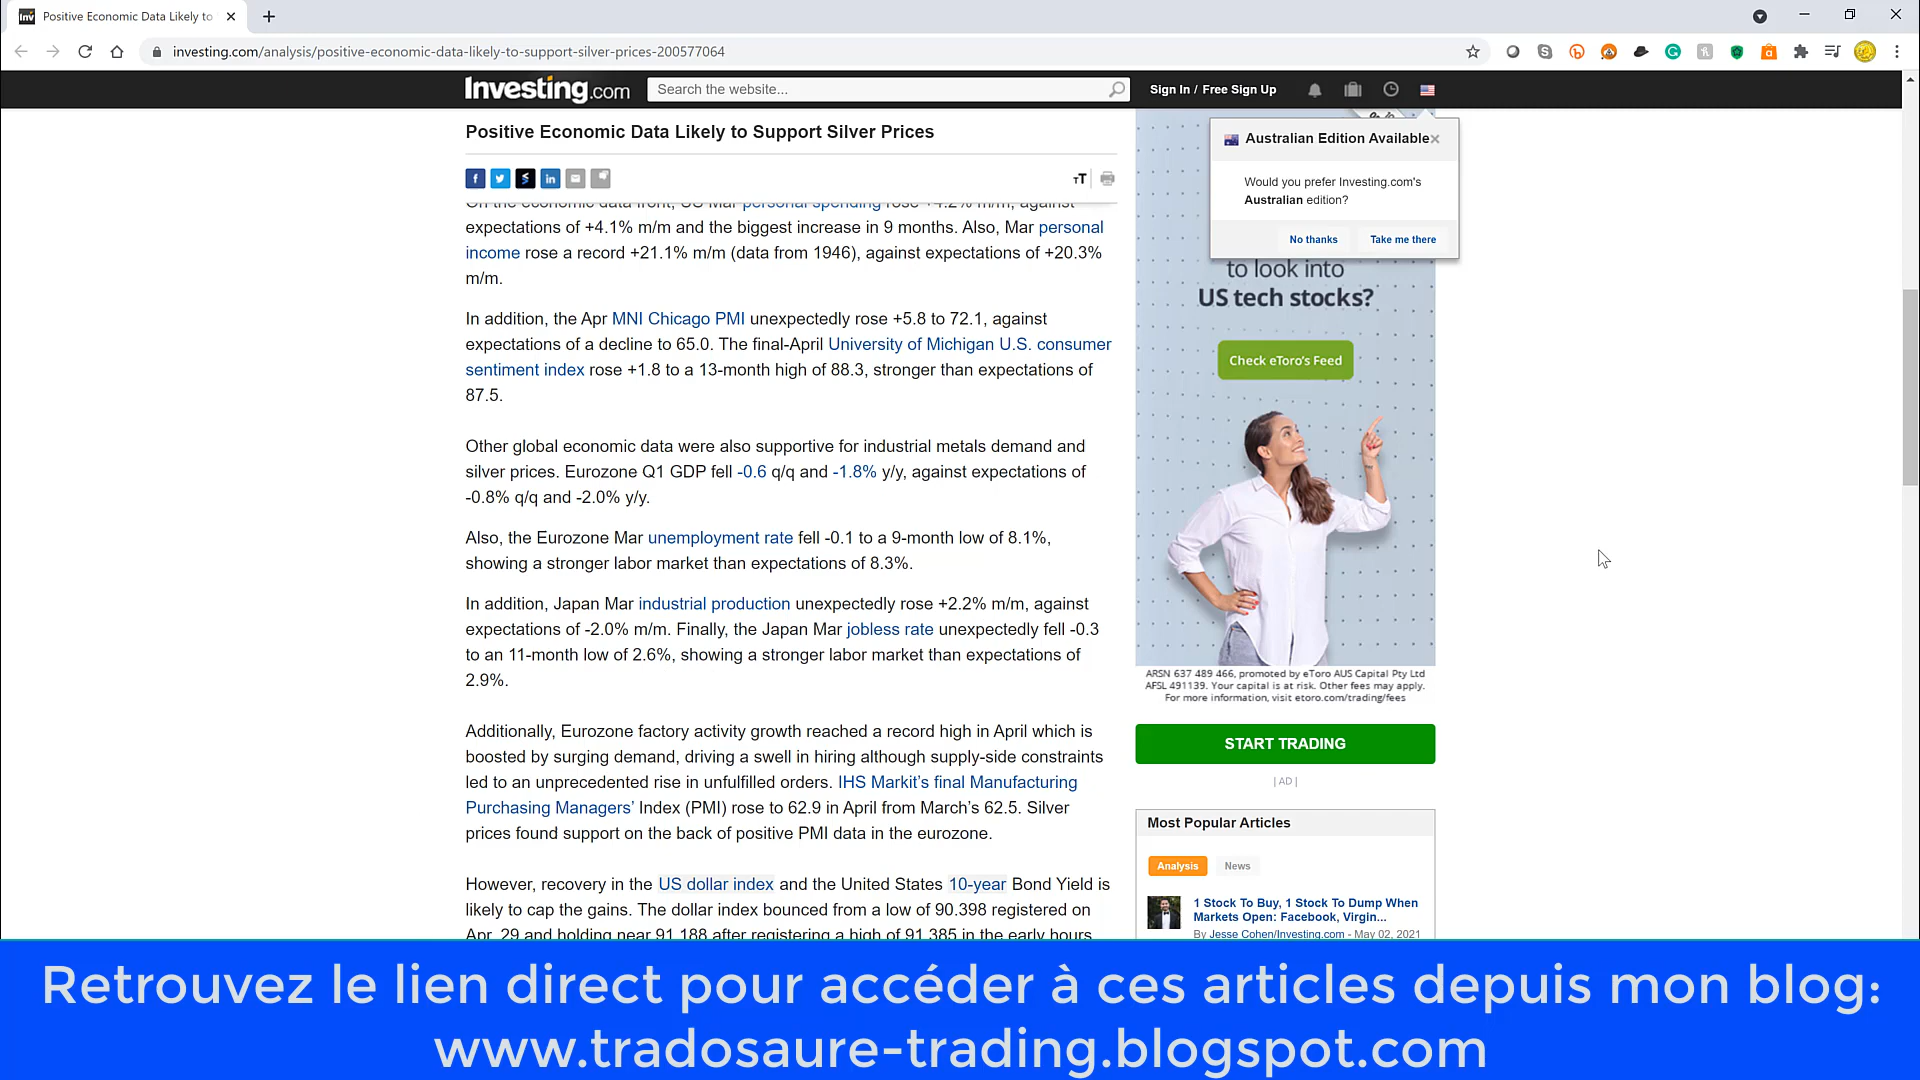 Positive Economic Data Likely to
investing.com/analysis/positive-economic-data-likely-to-support-silver-prices-200577064
Investing.com
Search the website...
Sign In / Free Sign Up
Positive Economic Data Likely to Support Silver Prices
On the economic data front, US Mar personal spending rose +4.2% m/m, against
expectations of +4.1% m/m and the biggest increase in 9 months. Also, Mar personal
income rose a record +21.1% m/m (data from 1946), against expectations of +20.3%
m/m.
In addition, the Apr MNI Chicago PMI unexpectedly rose +5.8 to 72.1, against
expectations of a decline to 65.0. The final-April University of Michigan U.S. consumer
sentiment index rose +1.8 to a 13-month high of 88.3, stronger than expectations of
87.5.
Other global economic data were also supportive for industrial metals demand and
silver prices. Eurozone Q1 GDP fell -0.6 q/q and -1.8% y/y, against expectations of
-0.8% q/q and -2.0% y/y.
Also, the Eurozone Mar unemployment rate fell -0.1 to a 9-month low of 8.1%,
showing a stronger labor market than expectations of 8.3%.
In addition, Japan Mar industrial production unexpectedly rose +2.2% m/m, against
expectations of -2.0% m/m. Finally, the Japan Mar jobless rate unexpectedly fell -0.3
to an 11-month low of 2.6%, showing a stronger labor market than expectations of
2.9%.
Additionally, Eurozone factory activity growth reached a record high in April which is
boosted by surging demand, driving a swell in hiring although supply-side constraints
led to an unprecedented rise in unfulfilled orders. IHS Markit's final Manufacturing
Purchasing Managers' Index (PMI) rose to 62.9 in April from March's 62.5. Silver
prices found support on the back of positive PMI data in the eurozone.
However, recovery in the US dollar index and the United States 10-year Bond Yield is
likely to cap the gains. The dollar index bounced from a low of 90.398 registered on
Apr. 29 and holding near 91.188 after registering a high of 91.385 in the early hours
Australian Edition Available
Would you prefer Investing.com's
Australian edition?
No thanks
Take me there
to look into
US tech stocks?
Check eToro's Feed
ARSN 637 489 466, promoted by eToro AUS Capital Pty Ltd
AFSL 491139. Your capital is at risk. Other fees may apply.
For more information, visit etoro.com/trading/fees
START TRADING
| AD |
Most Popular Articles
Analysis
News
1 Stock To Buy, 1 Stock To Dump When
Markets Open: Facebook, Virgin...
By Jesse Cohen/Investing.com - May 02, 2021
Retrouvez le lien direct pour accéder à ces articles depuis mon blog:
www.tradosaure-trading.blogspot.com